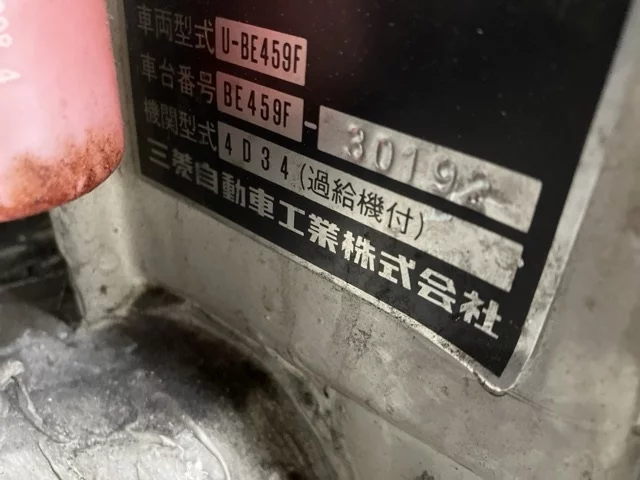 車両型式 U-BE459F
車台番号 BE459F-30192
機関型式 4D34(過給機付)
三菱自動車工業株式会社